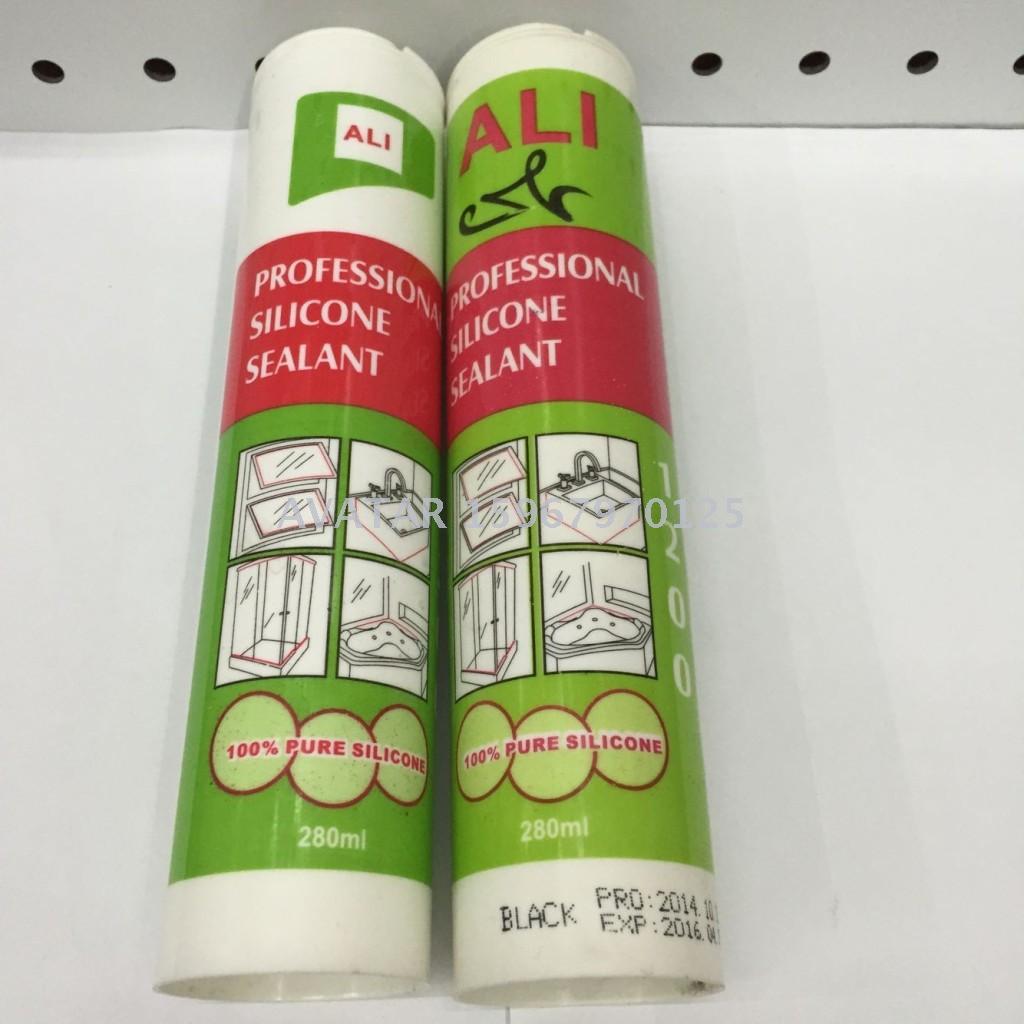 ALI
PROFESSIONA
SILICONE
SEALANT
100% PURE SILICONE
280ml
ALI
PROFESSIONAL
SILICONE
SEALANT
1200
100% PURE SILICONE
280ml
BLACK
PRO:2014.10
EXP:2016.04
AVATAR 15967970125